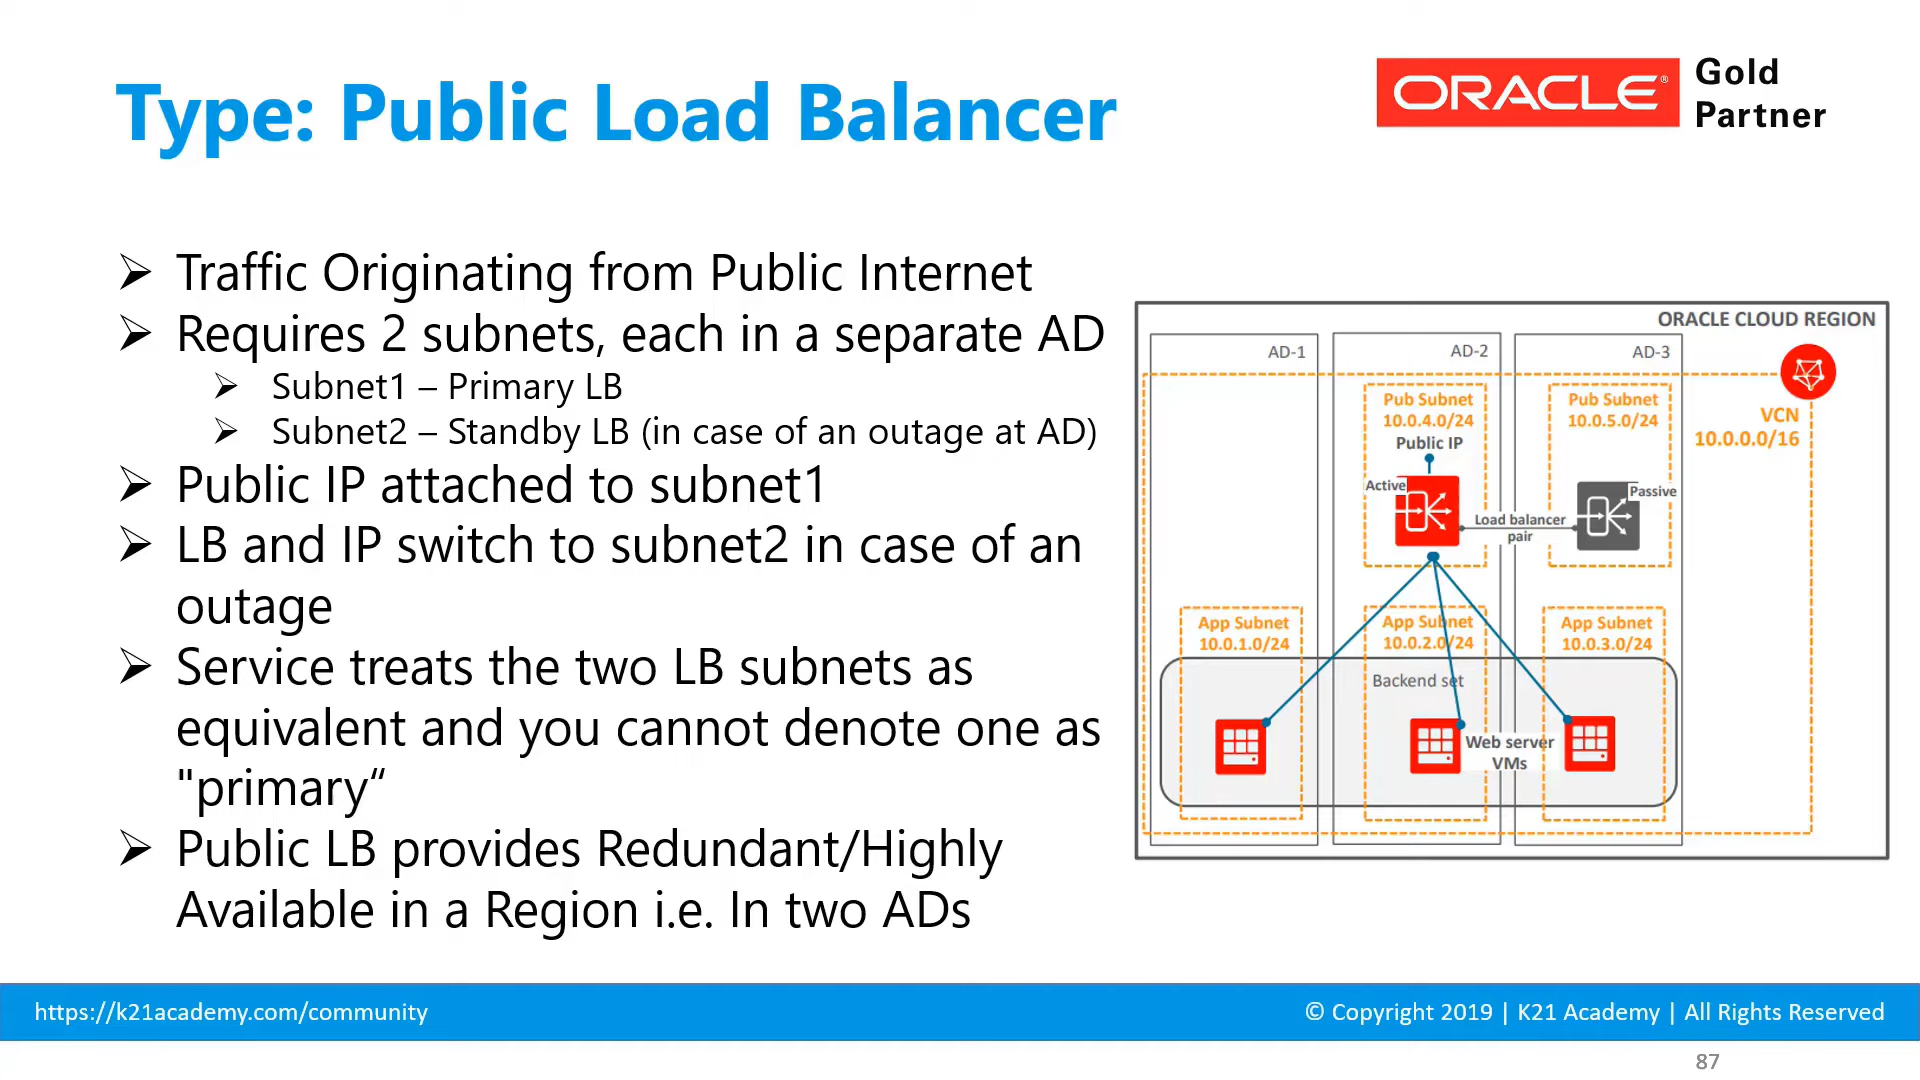 Type: Public Load Balancer
ORACLE®
Gold
Partner
➢ Traffic Originating from Public Internet
➢ Requires 2 subnets, each in a separate AD
➢ Subnet1 – Primary LB
➢ Subnet2 – Standby LB (in case of an outage at AD)
➢ Public IP attached to subnet1
➢ LB and IP switch to subnet2 in case of an
outage
➢ Service treats the two LB subnets as
equivalent and you cannot denote one as
"primary“
➢ Public LB provides Redundant/Highly
Available in a Region i.e. In two ADs
ORACLE CLOUD REGION
AD-1
AD-2
AD-3
VCN
10.0.0.0/16
Pub Subnet
10.0.4.0/24
Public IP
Active
Pub Subnet
10.0.5.0/24
Passive
Load balancer
pair
App Subnet
10.0.1.0/24
App Subnet
10.0.2.0/24
App Subnet
10.0.3.0/24
Backend set
Web server
VMs
https://k21academy.com/community
© Copyright 2019 | K21 Academy | All Rights Reserved
87